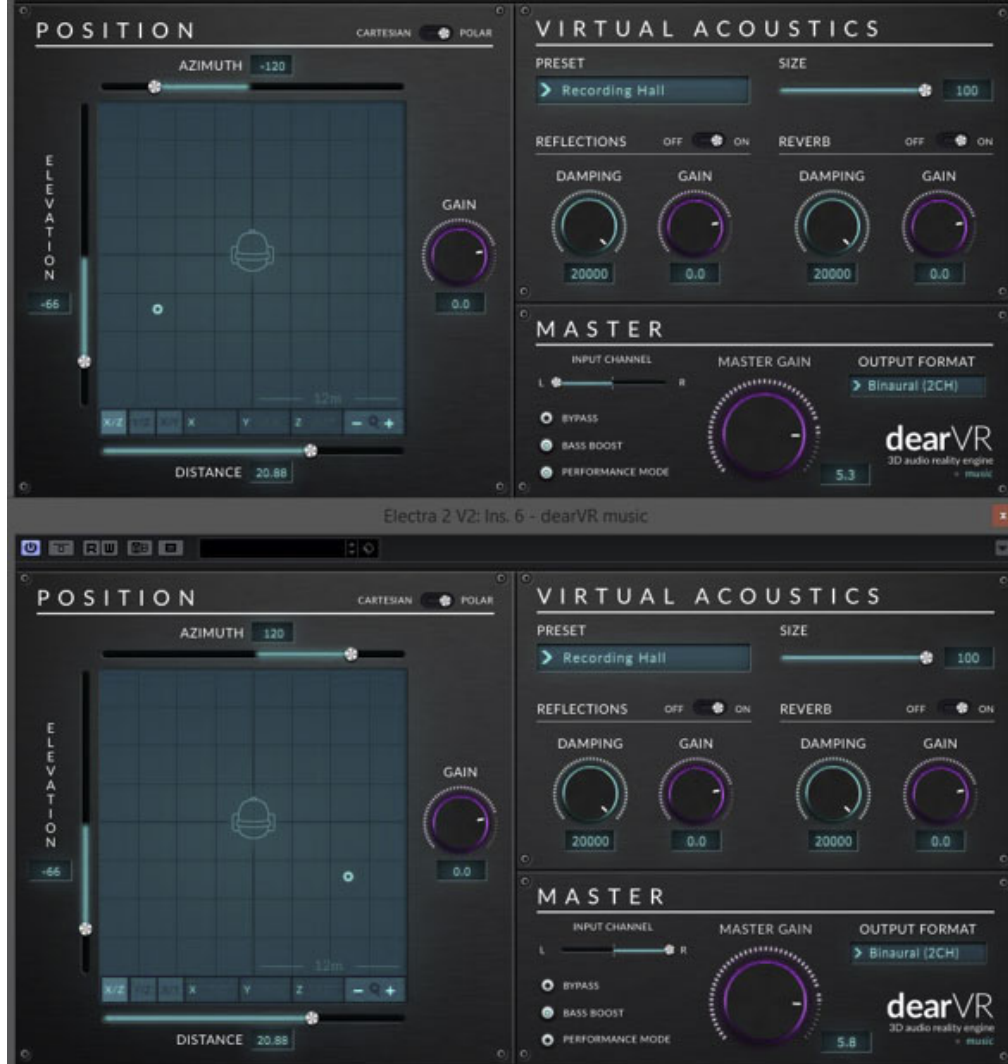 POSITION
CARTESIAN POLAR
AZIMUTH -120
ELEVATION
-66
GAIN
0.0
12m
X/Z X Y Z
DISTANCE 20.88
VIRTUAL ACOUSTICS
PRESET SIZE
Recording Hall 100
REFLECTIONS OFF ON REVERB OFF ON
DAMPING GAIN DAMPING GAIN
20000 0.0 20000 0.0
MASTER
INPUT CHANNEL MASTER GAIN OUTPUT FORMAT
L R Binaural (2CH)
BYPASS
BASS BOOST
PERFORMANCE MODE
5.3
dearVR
3D audio reality engine
music
Electra 2 V2: Ins. 6 - dearVR music
x
R W
POSITION
CARTESIAN POLAR
AZIMUTH 120
ELEVATION
-66
GAIN
0.0
12m
X/Z X Y Z
DISTANCE 20.88
VIRTUAL ACOUSTICS
PRESET SIZE
Recording Hall 100
REFLECTIONS OFF ON REVERB OFF ON
DAMPING GAIN DAMPING GAIN
20000 0.0 20000 0.0
MASTER
INPUT CHANNEL MASTER GAIN OUTPUT FORMAT
L R Binaural (2CH)
BYPASS
BASS BOOST
PERFORMANCE MODE
5.8
dearVR
3D audio reality engine
music